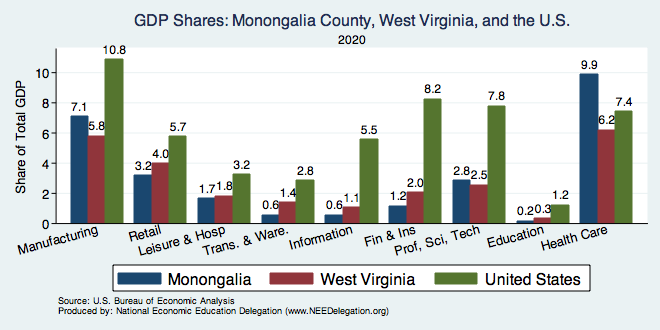 GDP Shares: Monongalia County, West Virginia, and the U.S.
2020
Share of Total GDP
10
8
6
4
2
0
7.1 5.8 10.8
3.2 4.0 5.7
1.7 1.8 3.2
0.6 1.4 2.8
0.6 1.1 5.5
1.2 2.0 8.2
2.8 2.5 7.8
0.2 0.3 1.2
9.9 6.2 7.4
Manufacturing
Retail
Leisure & Hosp
Trans. & Ware.
Information
Fin & Ins
Prof, Sci, Tech
Education
Health Care
Monongalia West Virginia United States
Source: U.S. Bureau of Economic Analysis
Produced by: National Economic Education Delegation (www.NEEDelegation.org)